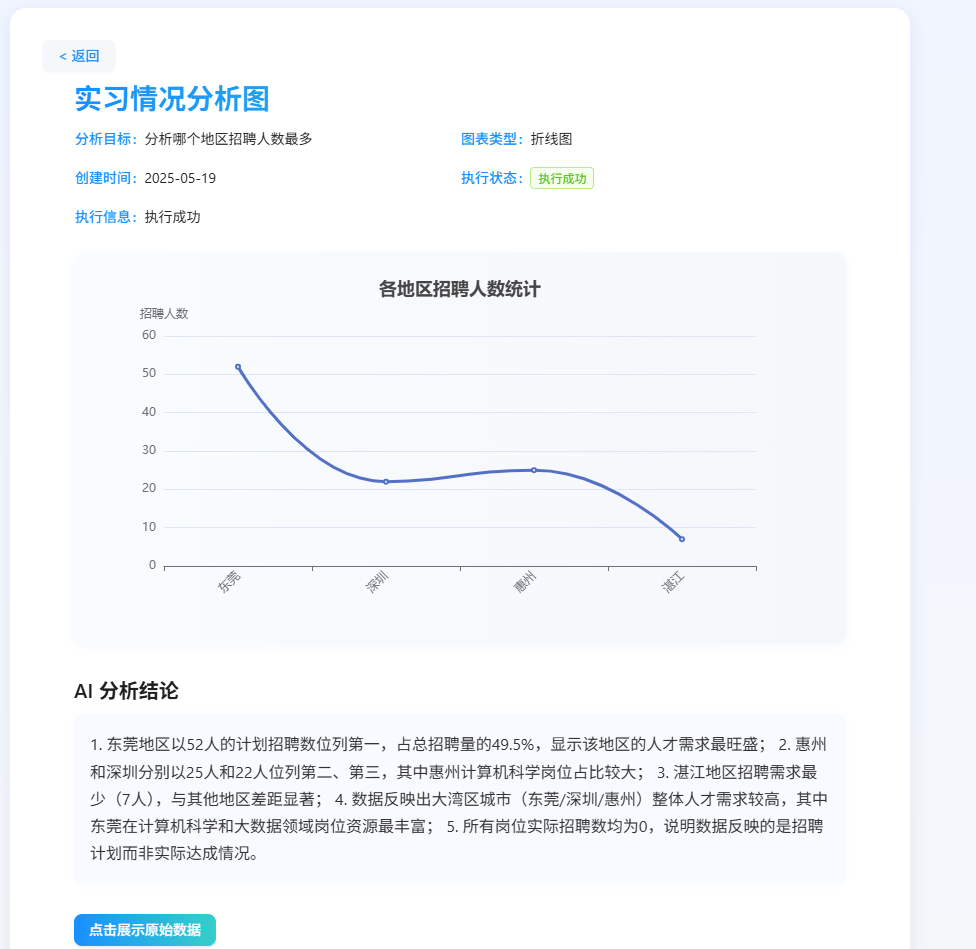 < 返回
实习情况分析图
分析目标：分析哪个地区招聘人数最多
图表类型：折线图
创建时间：2025-05-19
执行状态：执行成功
执行信息：执行成功
各地区招聘人数统计
招聘人数
60
50
40
30
20
10
0
东莞
深圳
惠州
湛江
AI 分析结论
1. 东莞地区以52人的计划招聘数位列第一，占总招聘量的49.5%，显示该地区的人才需求最旺盛； 2. 惠州
和深圳分别以25人和22人位列第二、第三，其中惠州计算机科学岗位占比较大； 3. 湛江地区招聘需求最
少（7人），与其他地区差距显著； 4. 数据反映出大湾区城市（东莞/深圳/惠州）整体人才需求较高，其中
东莞在计算机科学和大数据领域岗位资源最丰富； 5. 所有岗位实际招聘数均为0，说明数据反映的是招聘
计划而非实际达成情况。
点击展示原始数据